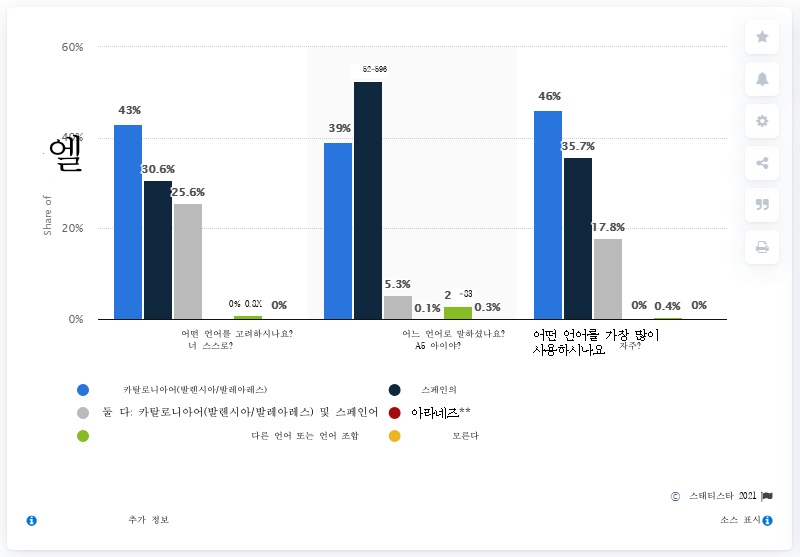 60%
40%
20%
0%
엘
Share of
43%
30.6%
25.6%
0%
0%
39%
5.3%
0.1%
2
0.3%
46%
35.7%
17.8%
0%
0.4%
0%
어떤 언어를 고려하시나요?
너 스스로?
어느 언어로 말하셨나요?
AS 아이야?
어떤 언어를 가장 많이
사용하시나요 자주?
카탈로니아어(발렌시아/발레아레스)
스페인의
둘 다: 카탈로니아어(발렌시아/발레아레스) 및 스페인어
아라네즈**
다른 언어 또는 언어 조합
모른다
© 스태티스타 2021
추가 정보
소스 표시